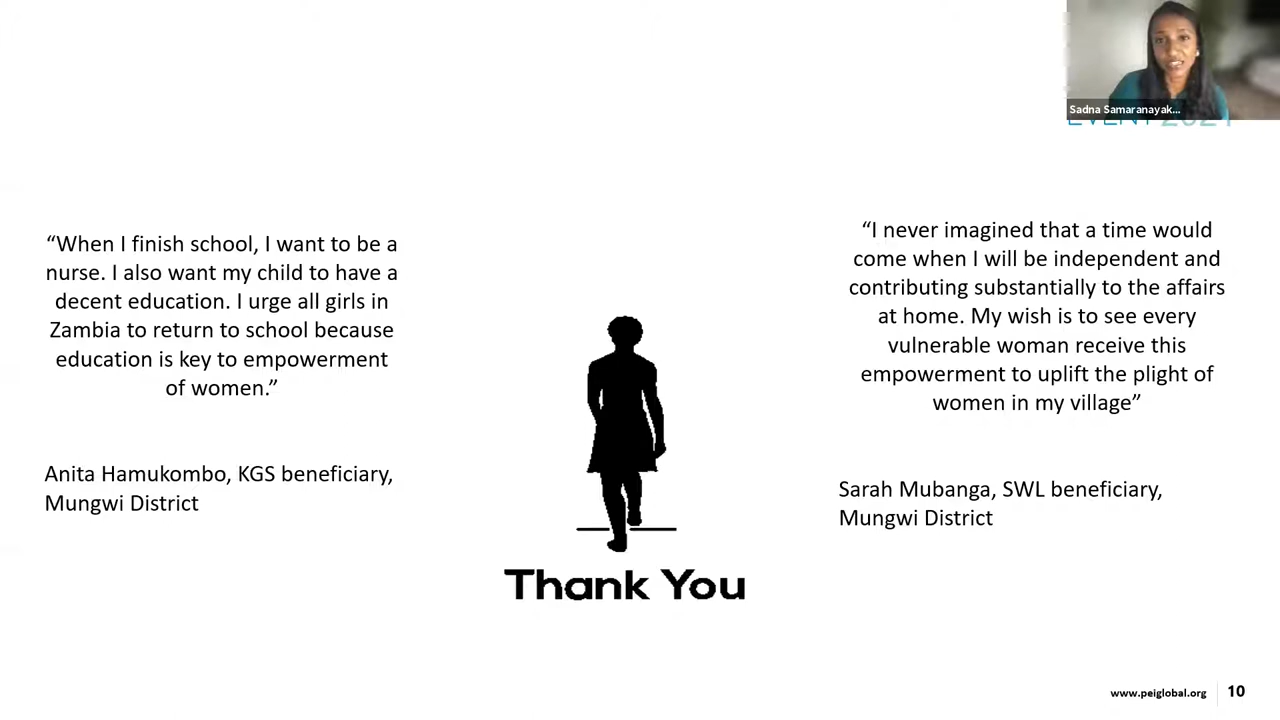 Sadna Samaranayak...
EVENT 2021
“When I finish school, I want to be a
nurse. I also want my child to have a
decent education. I urge all girls in
Zambia to return to school because
education is key to empowerment
of women.”
Anita Hamukombo, KGS beneficiary,
Mungwi District
“I never imagined that a time would
come when I will be independent and
contributing substantially to the affairs
at home. My wish is to see every
vulnerable woman receive this
empowerment to uplift the plight of
women in my village”
Sarah Mubanga, SWL beneficiary,
Mungwi District
Thank You
www.peiglobal.org
10